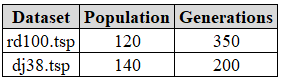 Dataset Population Generations
rd100.tsp 120 350
dj38.tsp 140 200